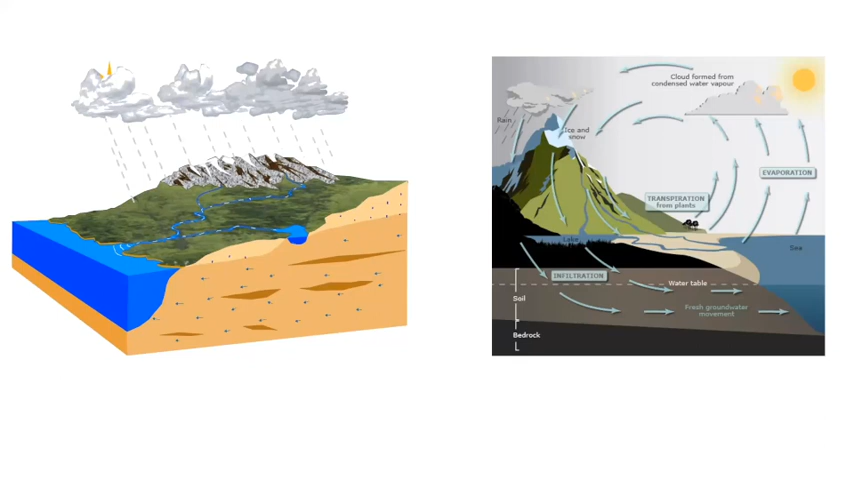 Cloud formed from
condensed water vapour
Rain
Ice and
snow
EVAPORATION
TRANSPIRATION
from plants
Lake
Sea
INFILTRATION
Water table
Soil
Fresh groundwater
movement
Bedrock